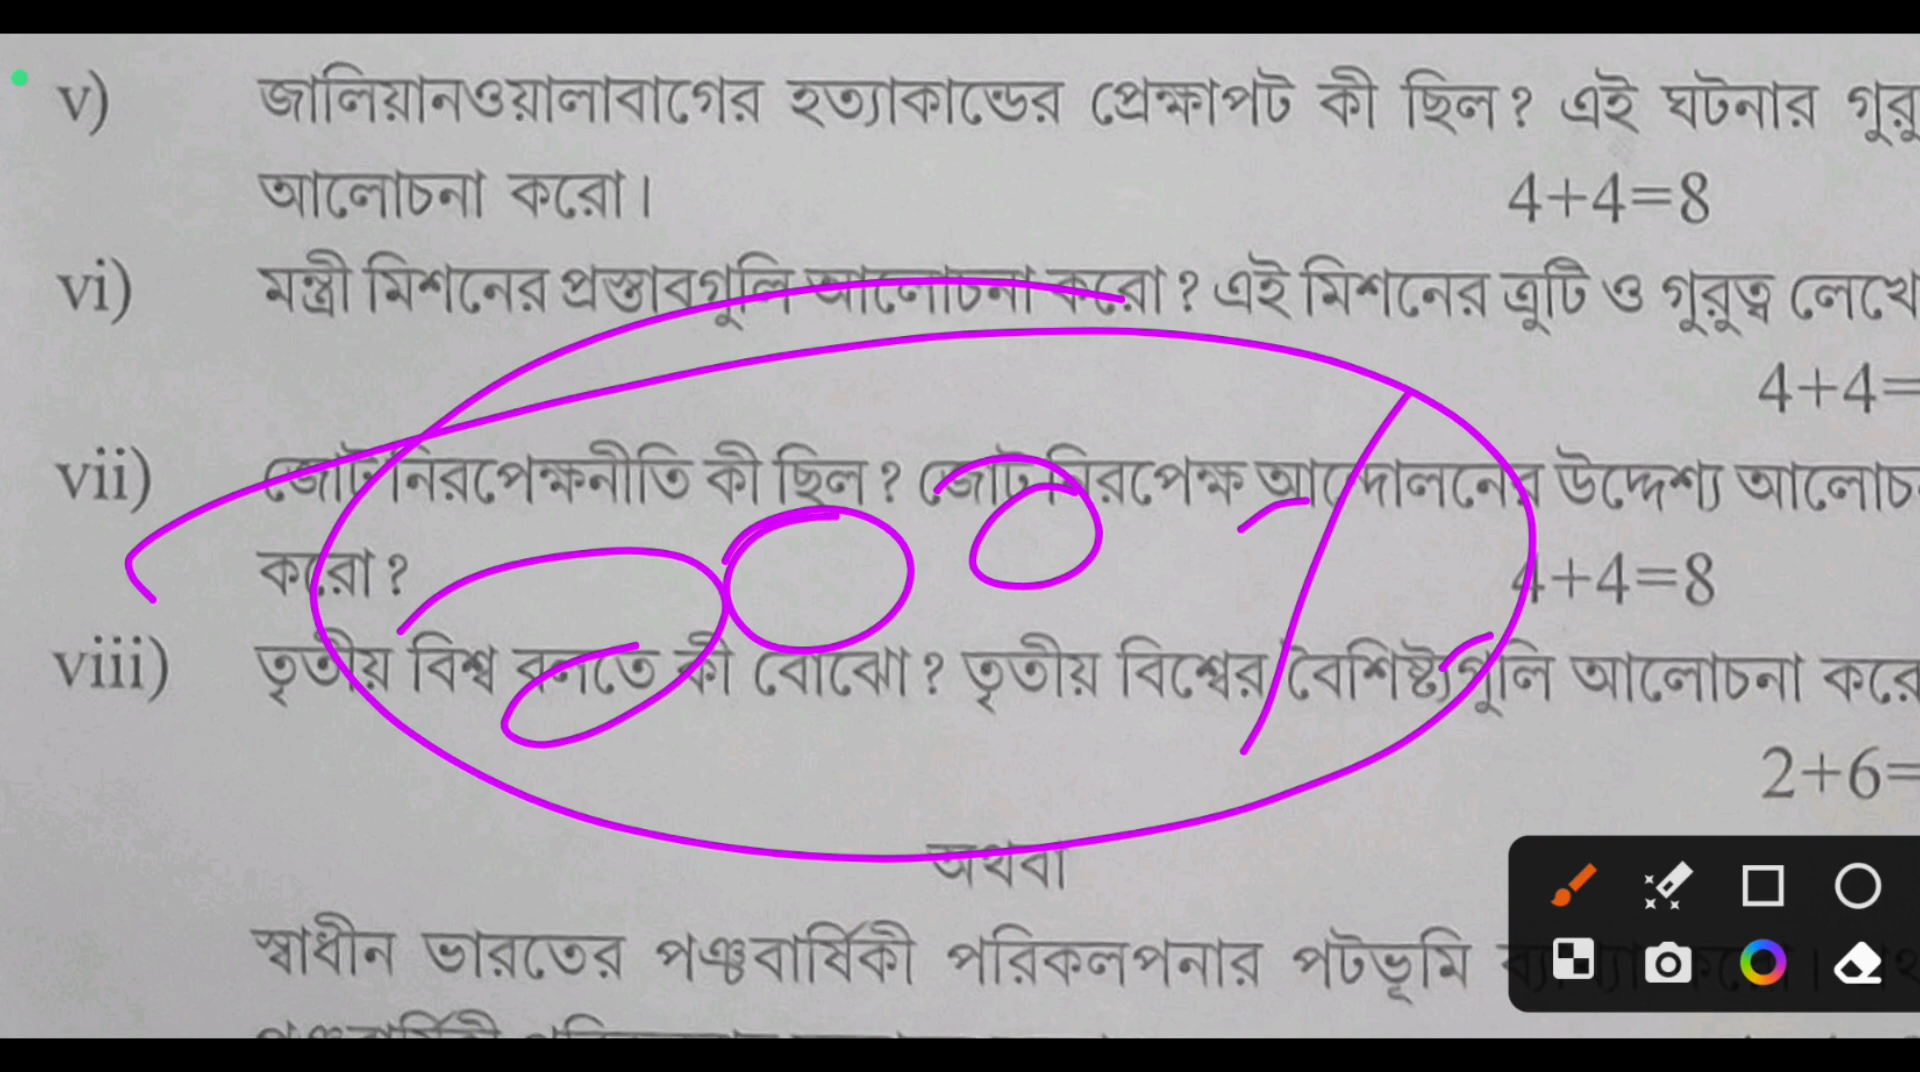 v) জালিয়ানওয়ালাবাগের হত্যাকান্ডের প্রেক্ষাপট কী ছিল? এই ঘটনার গুরু
আলোচনা করো। 4+4=8
vi) মন্ত্রী মিশনের প্রস্তাবগুলি আলোচনা করো? এই মিশনের ত্রুটি ও গুরুত্ব লেখো
4+4=
vii) জোটনিরপেক্ষনীতি কী ছিল? জোটনিরপেক্ষ আন্দোলনের উদ্দেশ্য আলোচ
করো? 4+4=8
viii) তৃতীয় বিশ্ব বলতে কী বোঝো? তৃতীয় বিশ্বের বৈশিষ্ট্যগুলি আলোচনা করে
2+6=
অথবা
স্বাধীন ভারতের পঞ্চবার্ষিকী পরিকল্পনার পটভূমি